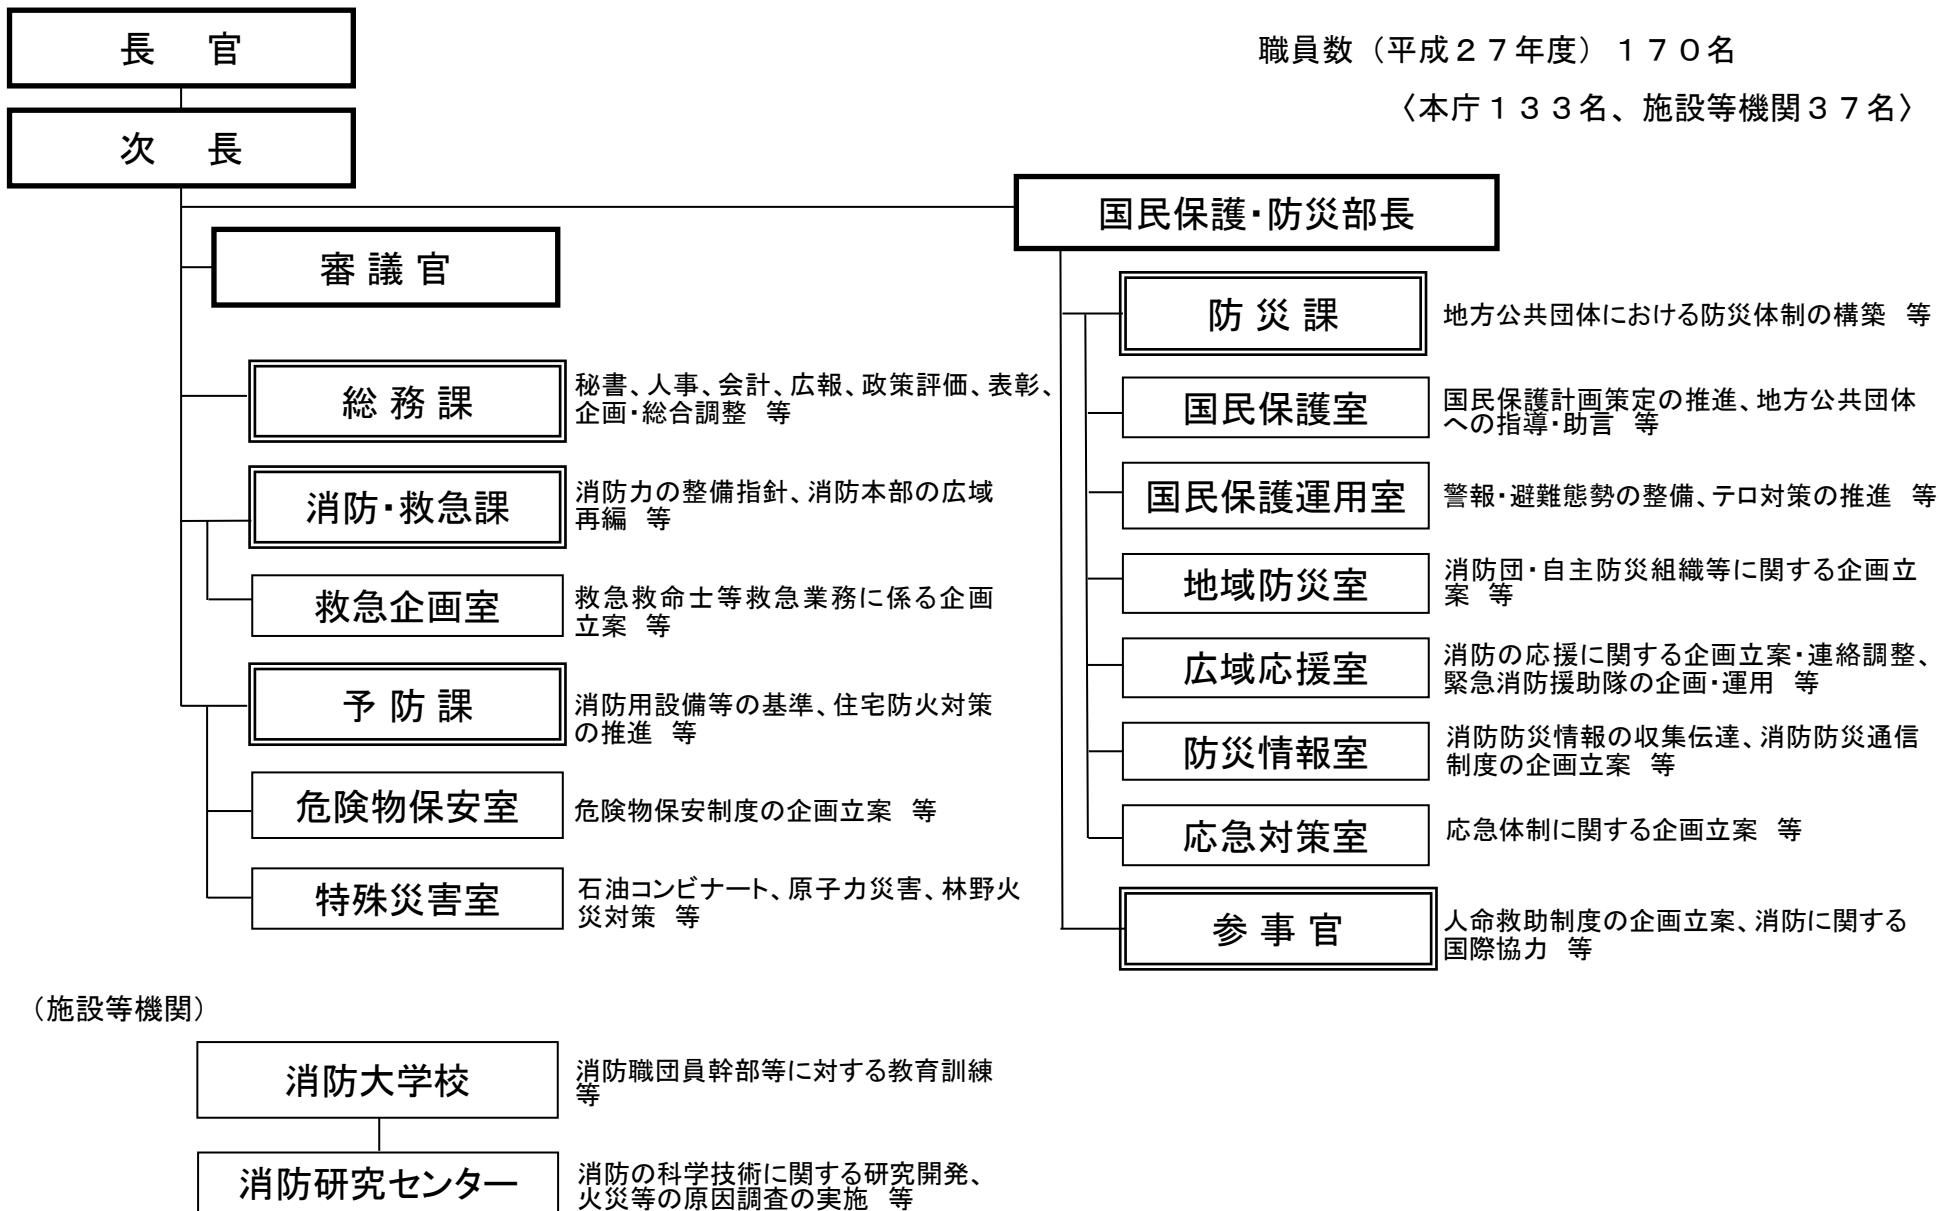 長　官
職員数（平成２７年度）１７０名
〈本庁１３３名、施設等機関３７名〉
次　長
国民保護・防災部長
審議官
総務課
秘書、人事、会計、広報、政策評価、表彰、
企画・総合調整　等
消防・救急課
消防力の整備指針、消防本部の広域
再編　等
救急企画室
救急救命士等救急業務に係る企画
立案　等
予防課
消防用設備等の基準、住宅防火対策
の推進　等
危険物保安室
危険物保安制度の企画立案　等
特殊災害室
石油コンビナート、原子力災害、林野火
災対策　等
防災課
地方公共団体における防災体制の構築　等
国民保護室
国民保護計画策定の推進、地方公共団体
への指導・助言　等
国民保護運用室
警報・避難態勢の整備、テロ対策の推進　等
地域防災室
消防団・自主防災組織等に関する企画立
案　等
広域応援室
消防の応援に関する企画立案・連絡調整、
緊急消防援助隊の企画・運用　等
防災情報室
消防防災情報の収集伝達、消防防災通信
制度の企画立案　等
応急対策室
応急体制に関する企画立案　等
参事官
人命救助制度の企画立案、消防に関する
国際協力　等
（施設等機関）
消防大学校
消防職団員幹部等に対する教育訓練
等
消防研究センター
消防の科学技術に関する研究開発、
火災等の原因調査の実施　等